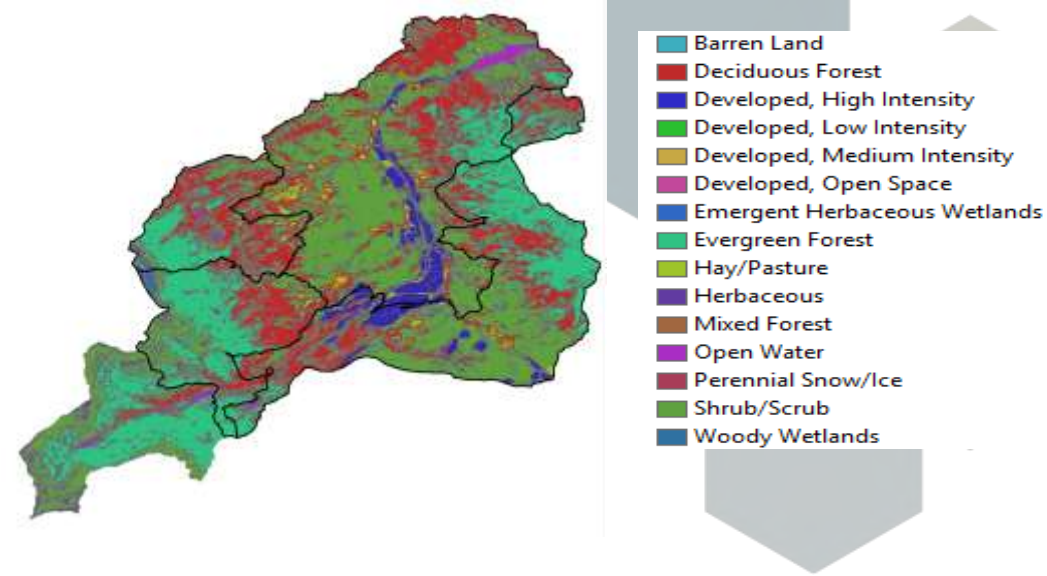 Barren Land
Deciduous Forest
Developed, High Intensity
Developed, Low Intensity
Developed, Medium Intensity
Developed, Open Space
Emergent Herbaceous Wetlands
Evergreen Forest
Hay/Pasture
Herbaceous
Mixed Forest
Open Water
Perennial Snow/Ice
Shrub/Scrub
Woody Wetlands